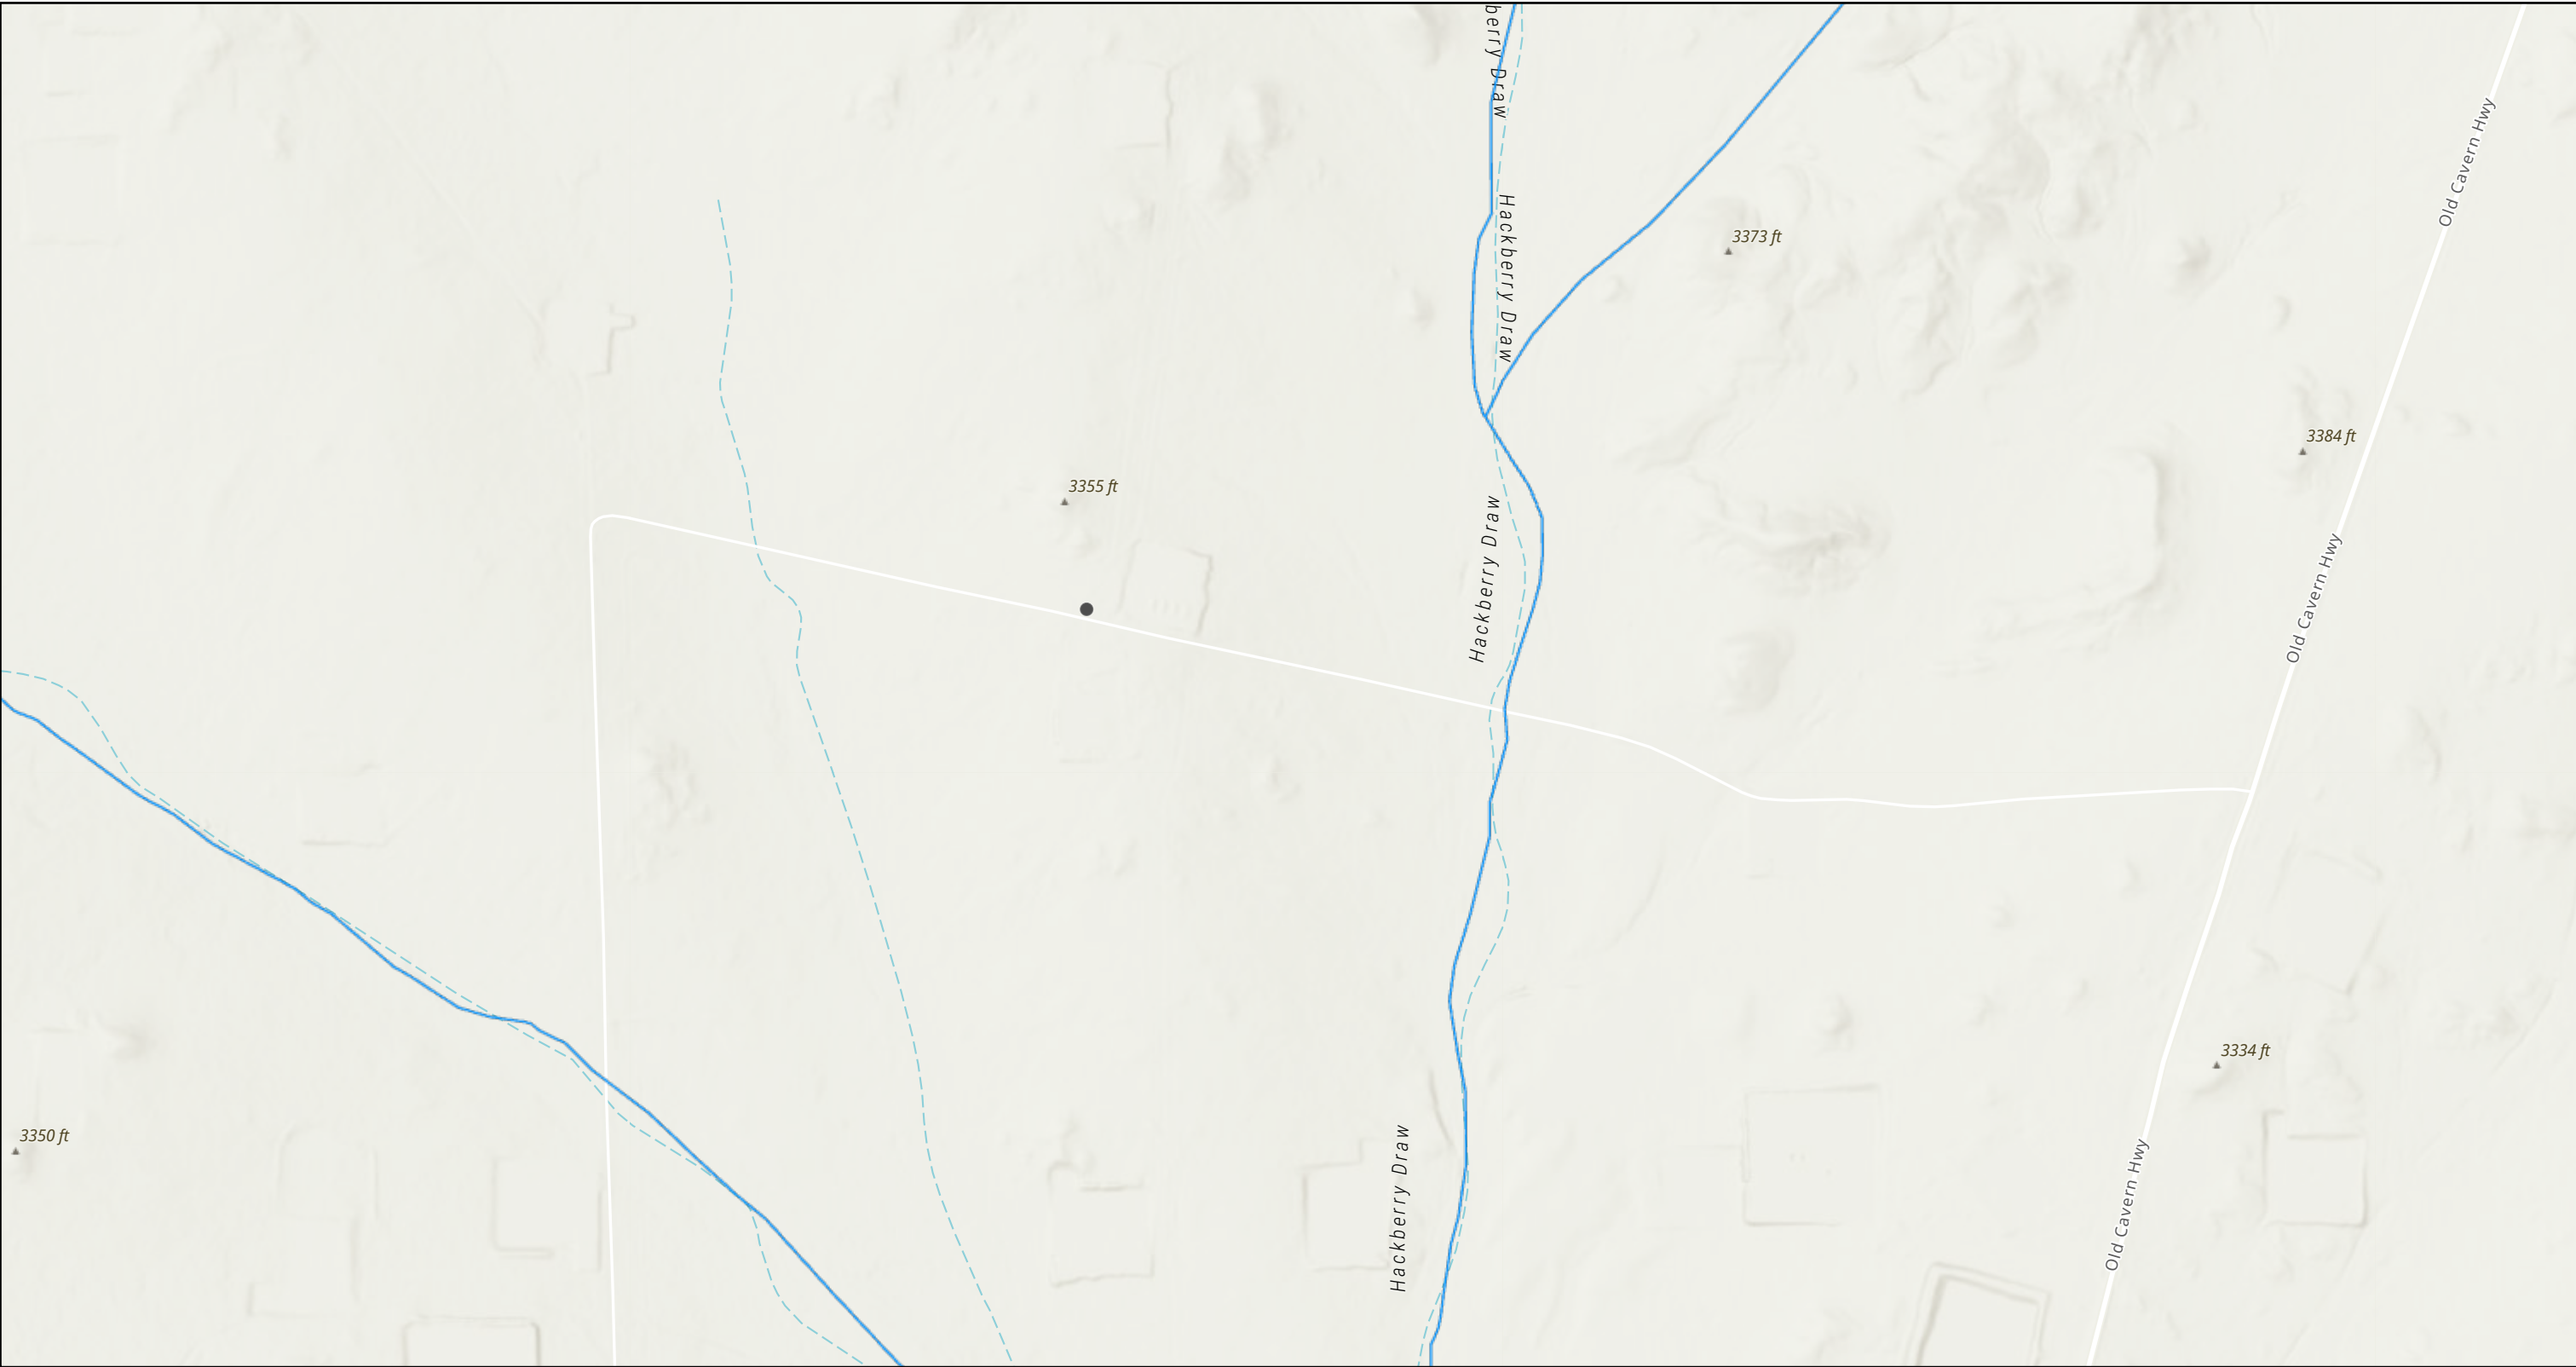 berry Draw
Old Cavern Hwy
Hackberry Draw
3373 ft
3384 ft
3355 ft
Hackberry Draw
Old Cavern Hwy
3334 ft
3350 ft
Hackberry Draw
Old Cavern Hwy